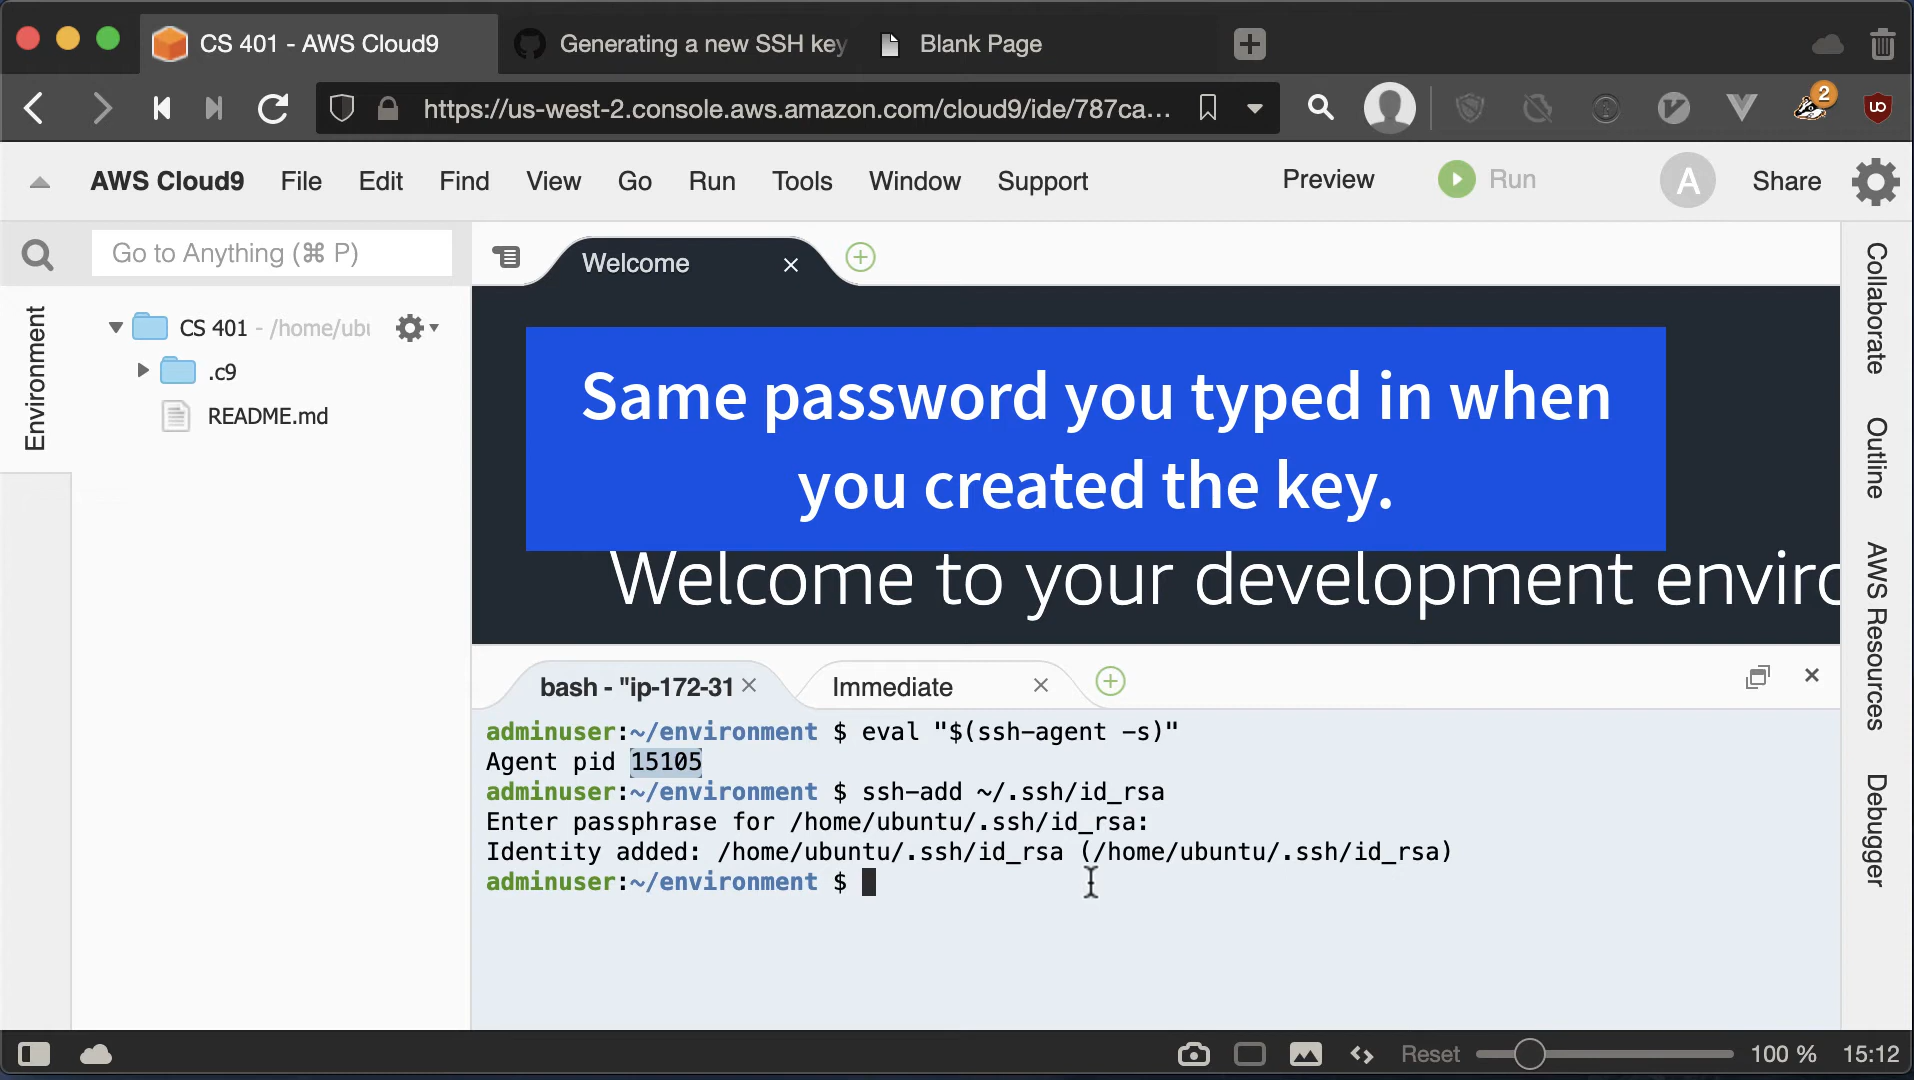 CS 401 - AWS Cloud9
Generating a new SSH key
Blank Page
https://us-west-2.console.aws.amazon.com/cloud9/ide/787ca...
2
UO
AWS Cloud9 File Edit Find View Go Run Tools Window Support Preview Run A Share
Go to Anything (⌘ P)
Welcome
Environment
CS 401 - /home/ubu
.c9
README.md
Same password you typed in when
you created the key.
Welcome to your development enviro
Collaborate
Outline
AWS Resources
Debugger
bash - "ip-172-31
Immediate
adminuser:~/environment $ eval "$(ssh-agent -s)"
Agent pid 15105
adminuser:~/environment $ ssh-add ~/.ssh/id_rsa
Enter passphrase for /home/ubuntu/.ssh/id_rsa:
Identity added: /home/ubuntu/.ssh/id_rsa (/home/ubuntu/.ssh/id_rsa)
adminuser:~/environment $
Reset 100 % 15:12